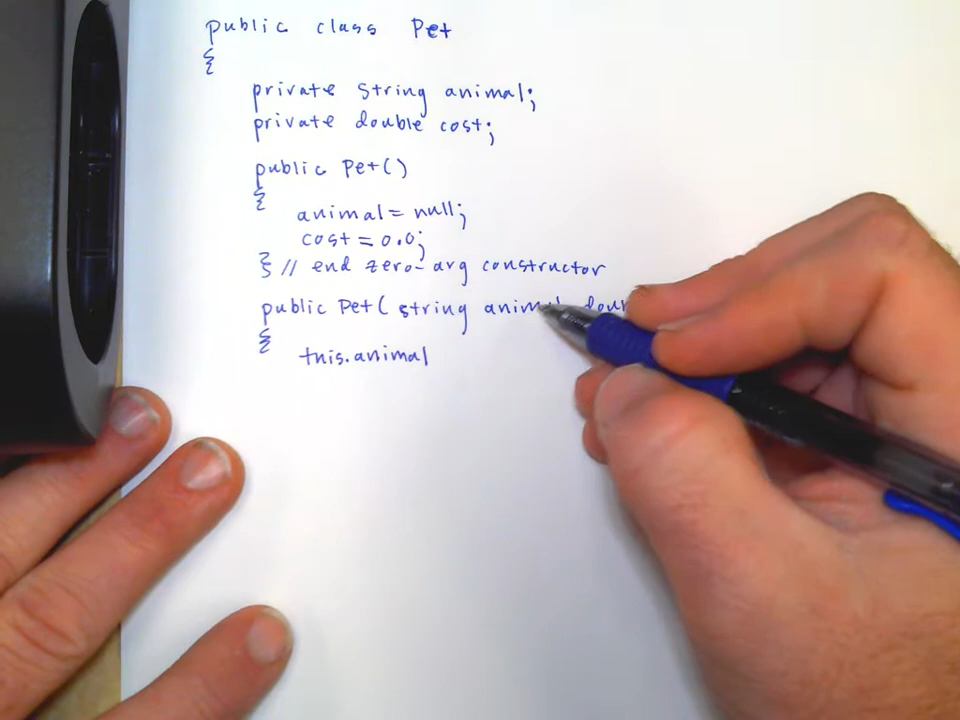 public class Pet
{
private String animal;
private double cost;
public Pet()
{
animal = null;
cost = 0.0;
} // end zero-arg constructor
public Pet( String
{
this.animal